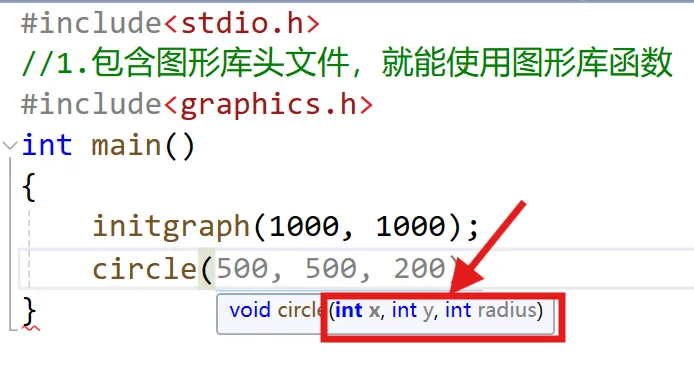 #include<stdio.h>
//1.包含图形库头文件，就能使用图形库函数
#include<graphics.h>
int main()
{
initgraph(1000, 1000);
circle(500, 500, 200)
}
void circle(int x, int y, int radius)